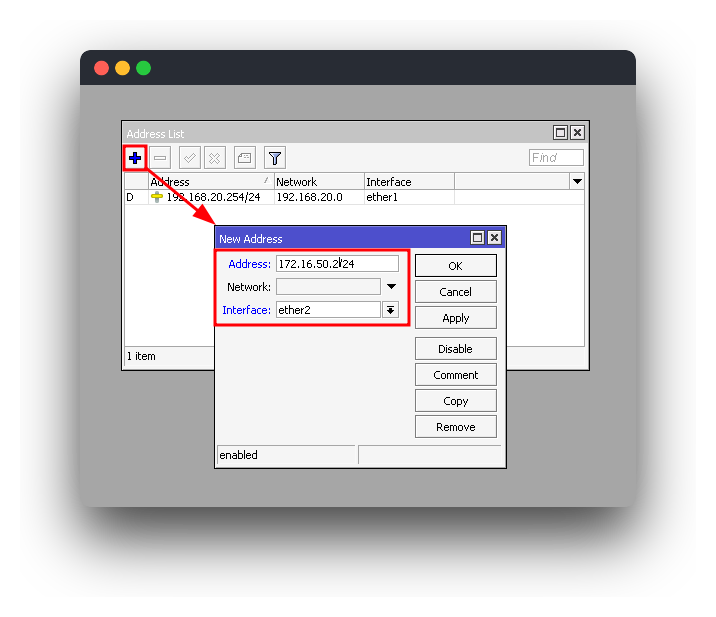 Address List
Find
Address Network Interface
D 192.168.20.254/24 192.168.20.0 ether1
New Address
Address: 172.16.50.2/24 OK
Network: Cancel
Interface: ether2 Apply
Disable
1 item
Comment
Copy
Remove
enabled